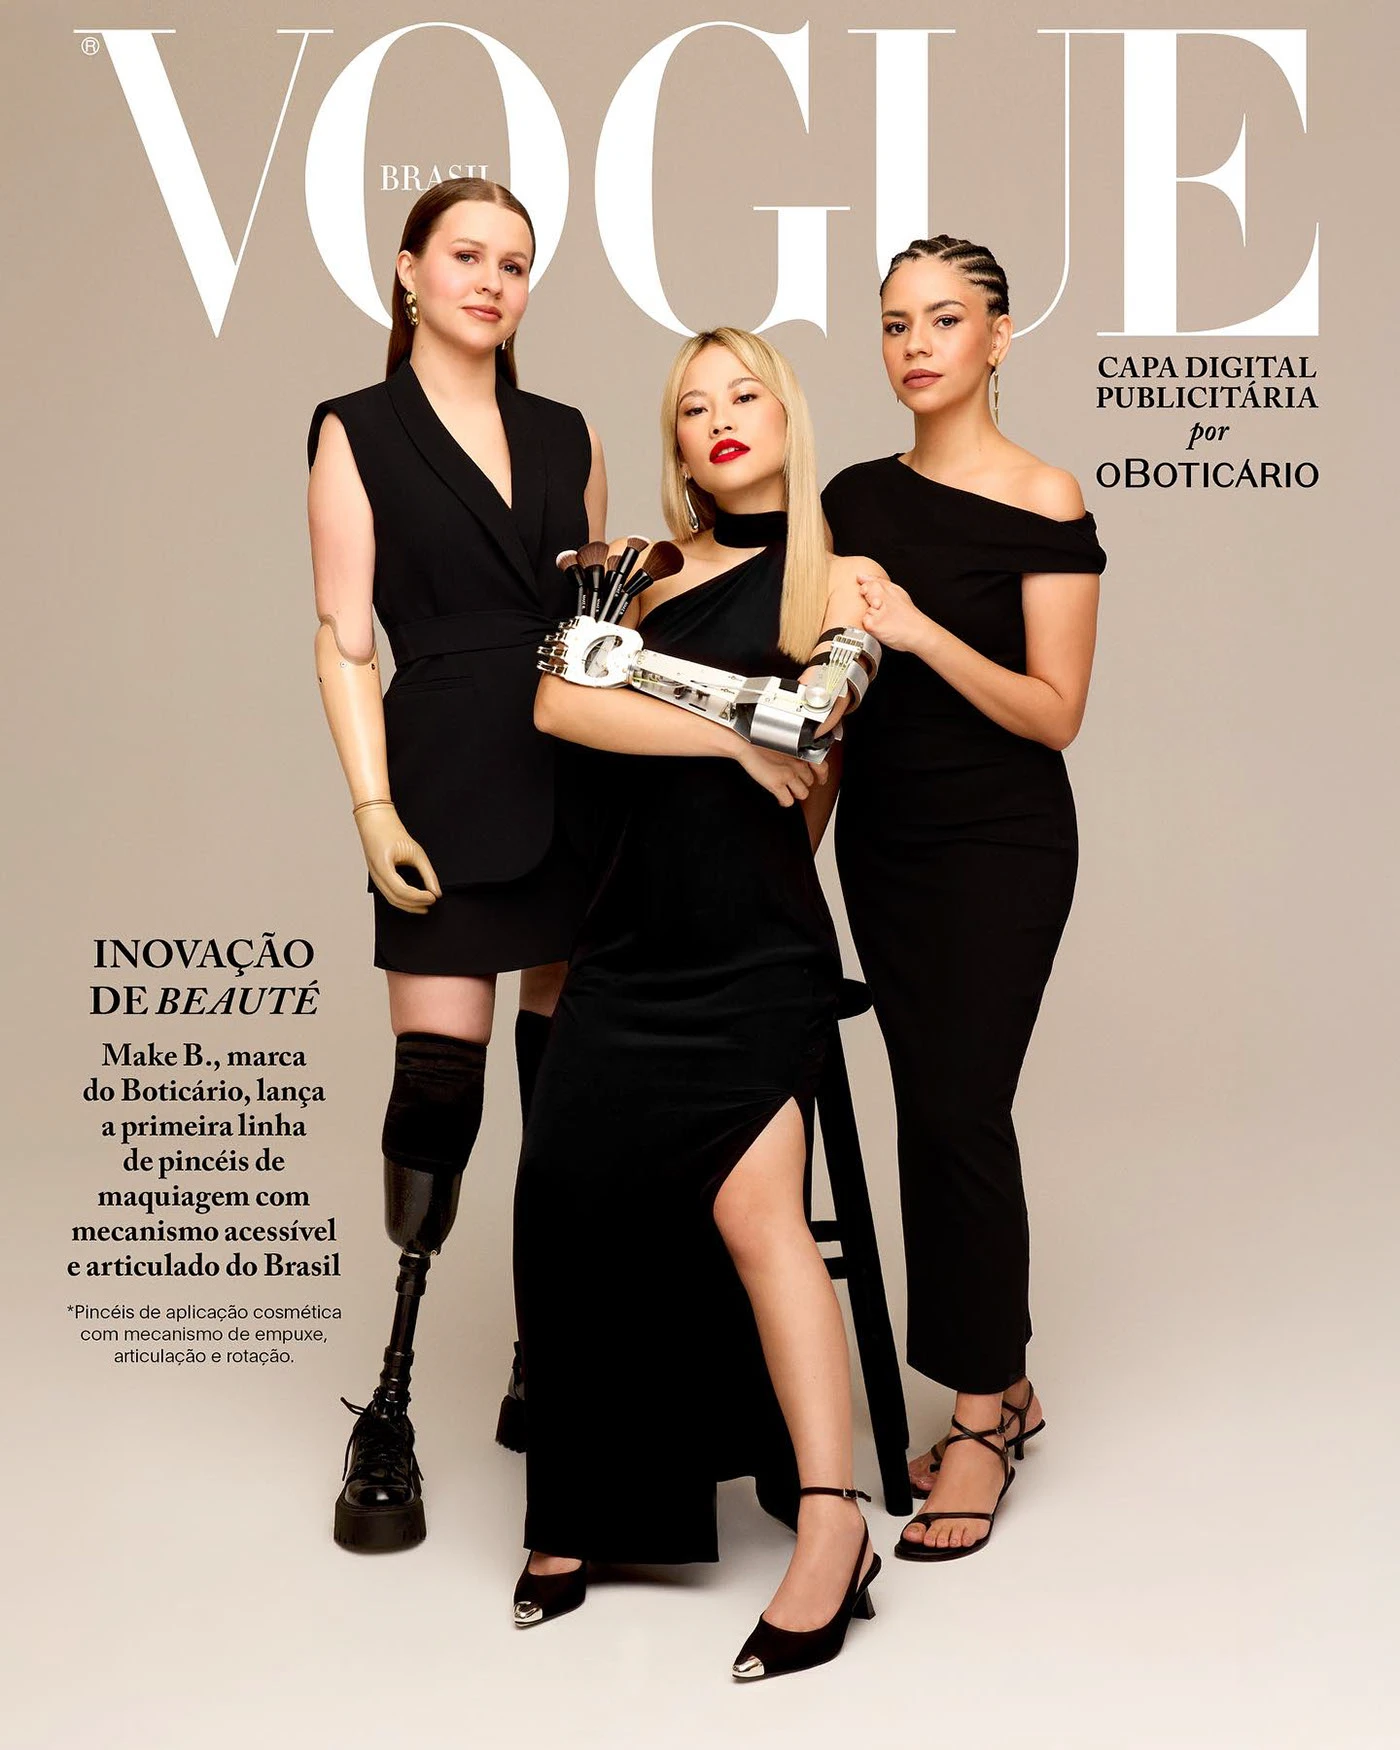 ® VOGUE
BRASIL
CAPA DIGITAL
PUBLICITÁRIA
por
oBOTICÁRIO
INOVAÇÃO
DE BEAUTÉ
Make B., marca
do Boticário, lança
a primeira linha
de pincéis de
maquiagem com
mecanismo acessível
e articulado do Brasil
*Pincéis de aplicação cosmética
com mecanismo de empuxe,
articulação e rotação.